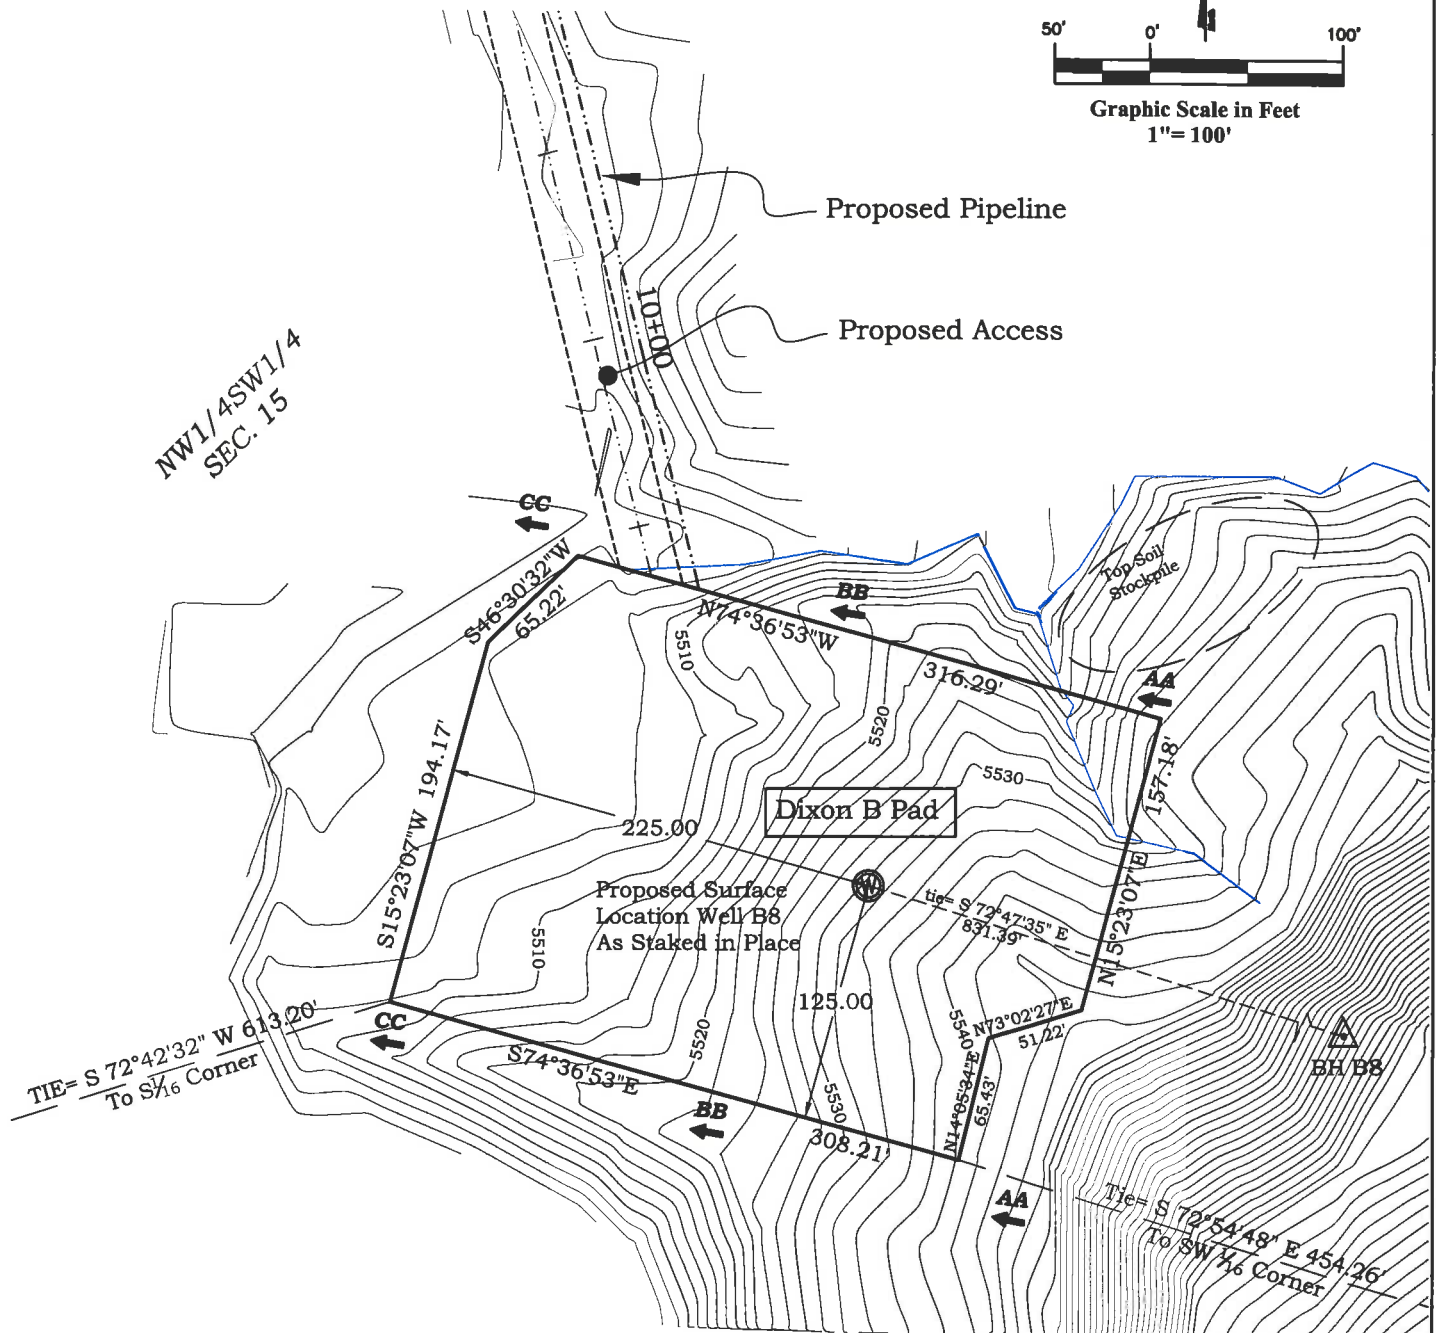 50' 0' 100'
Graphic Scale in Feet
1"= 100'
Proposed Pipeline
10+00
Proposed Access
NW1/4SW1/4
SEC. 15
CC
S46°30'32"W
65.22'
BB
N74°36'53"W
316.29'
Top Soil
Stockpile
AA
157.18'
N15°23'07"E
5510
5520
5530
S15°23'07"W 194.17'
Dixon B Pad
225.00
W
Proposed Surface
Location Well B8
As Staked in Place
tie= S 72°47'35" E
831.39'
5510
125.00
5520
5540
5530
N73°02'27"E
51.22'
N14°05'34"E
65.43'
BH B8
CC
TIE= S 72°42'32" W 613.20'
To S1/16 Corner
S74°36'53"E
308.21'
BB
AA
Tie= S 72°54'48" E 454.26'
To SW 1/16 Corner